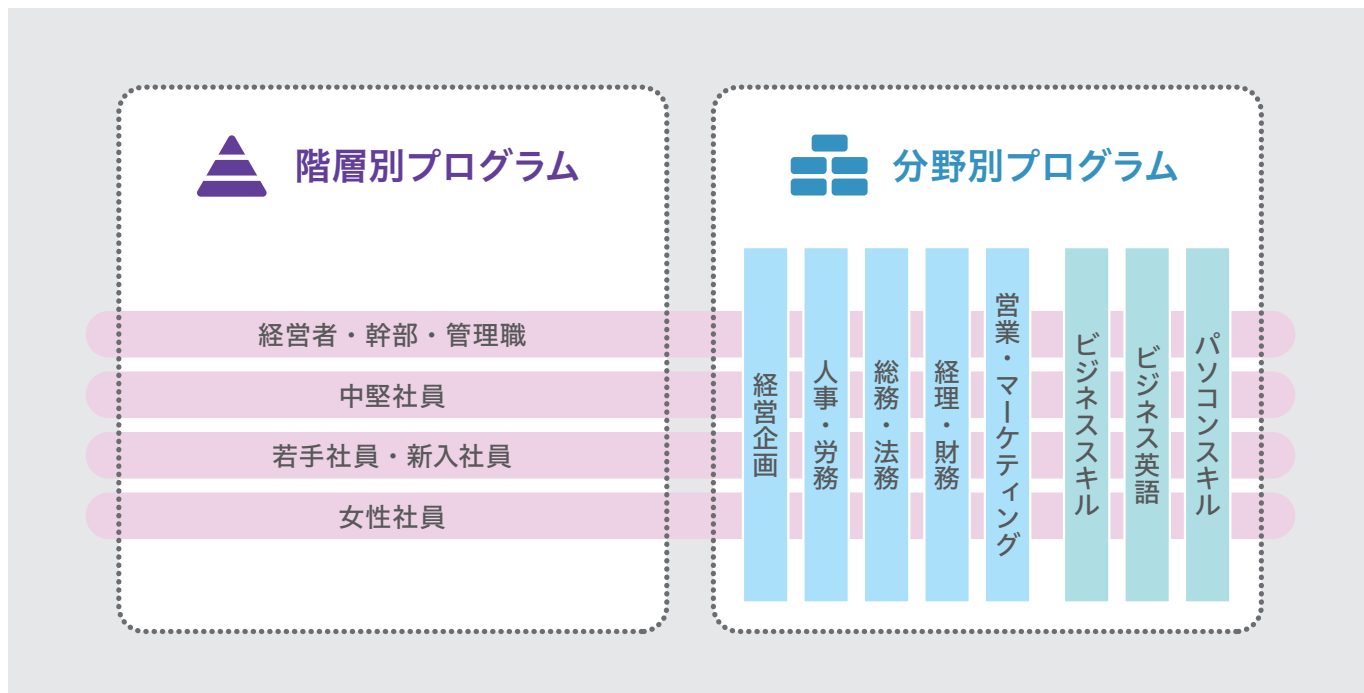 階層別プログラム
経営者・幹部・管理職
中堅社員
若手社員・新入社員
女性社員
分野別プログラム
経営企画
人事・労務
総務・法務
経理・財務
営業・マーケティング
ビジネススキル
ビジネス英語
パソコンスキル